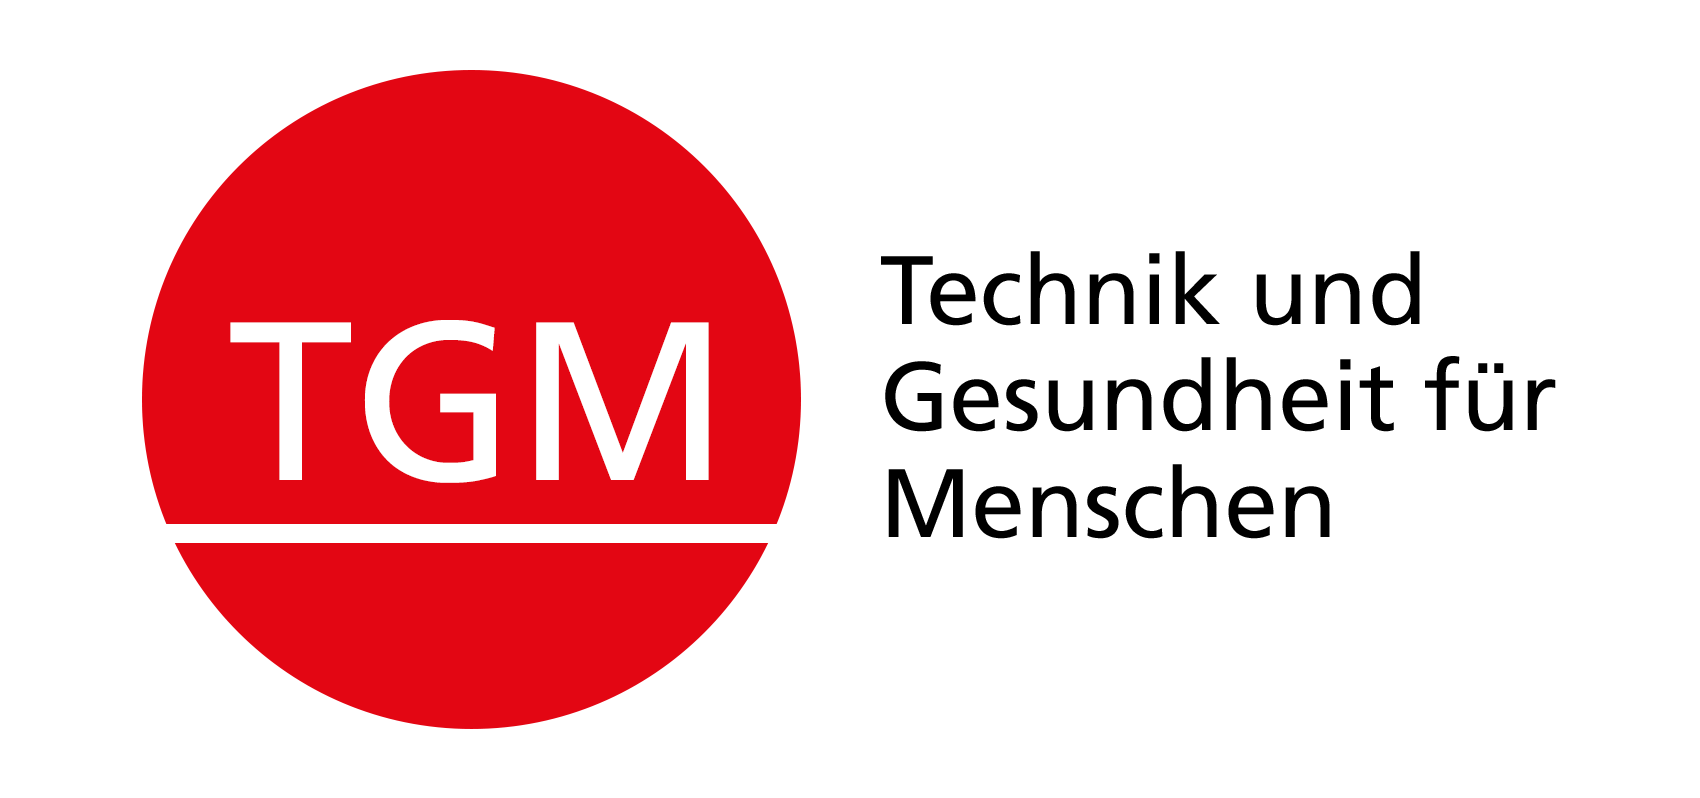 TGM
Technik und
Gesundheit für
Menschen